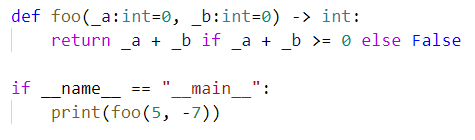 def foo(_a:int=0, _b:int=0) -> int:
    return _a + _b if _a + _b >= 0 else False

if __name__ == "__main__":
    print(foo(5, -7))